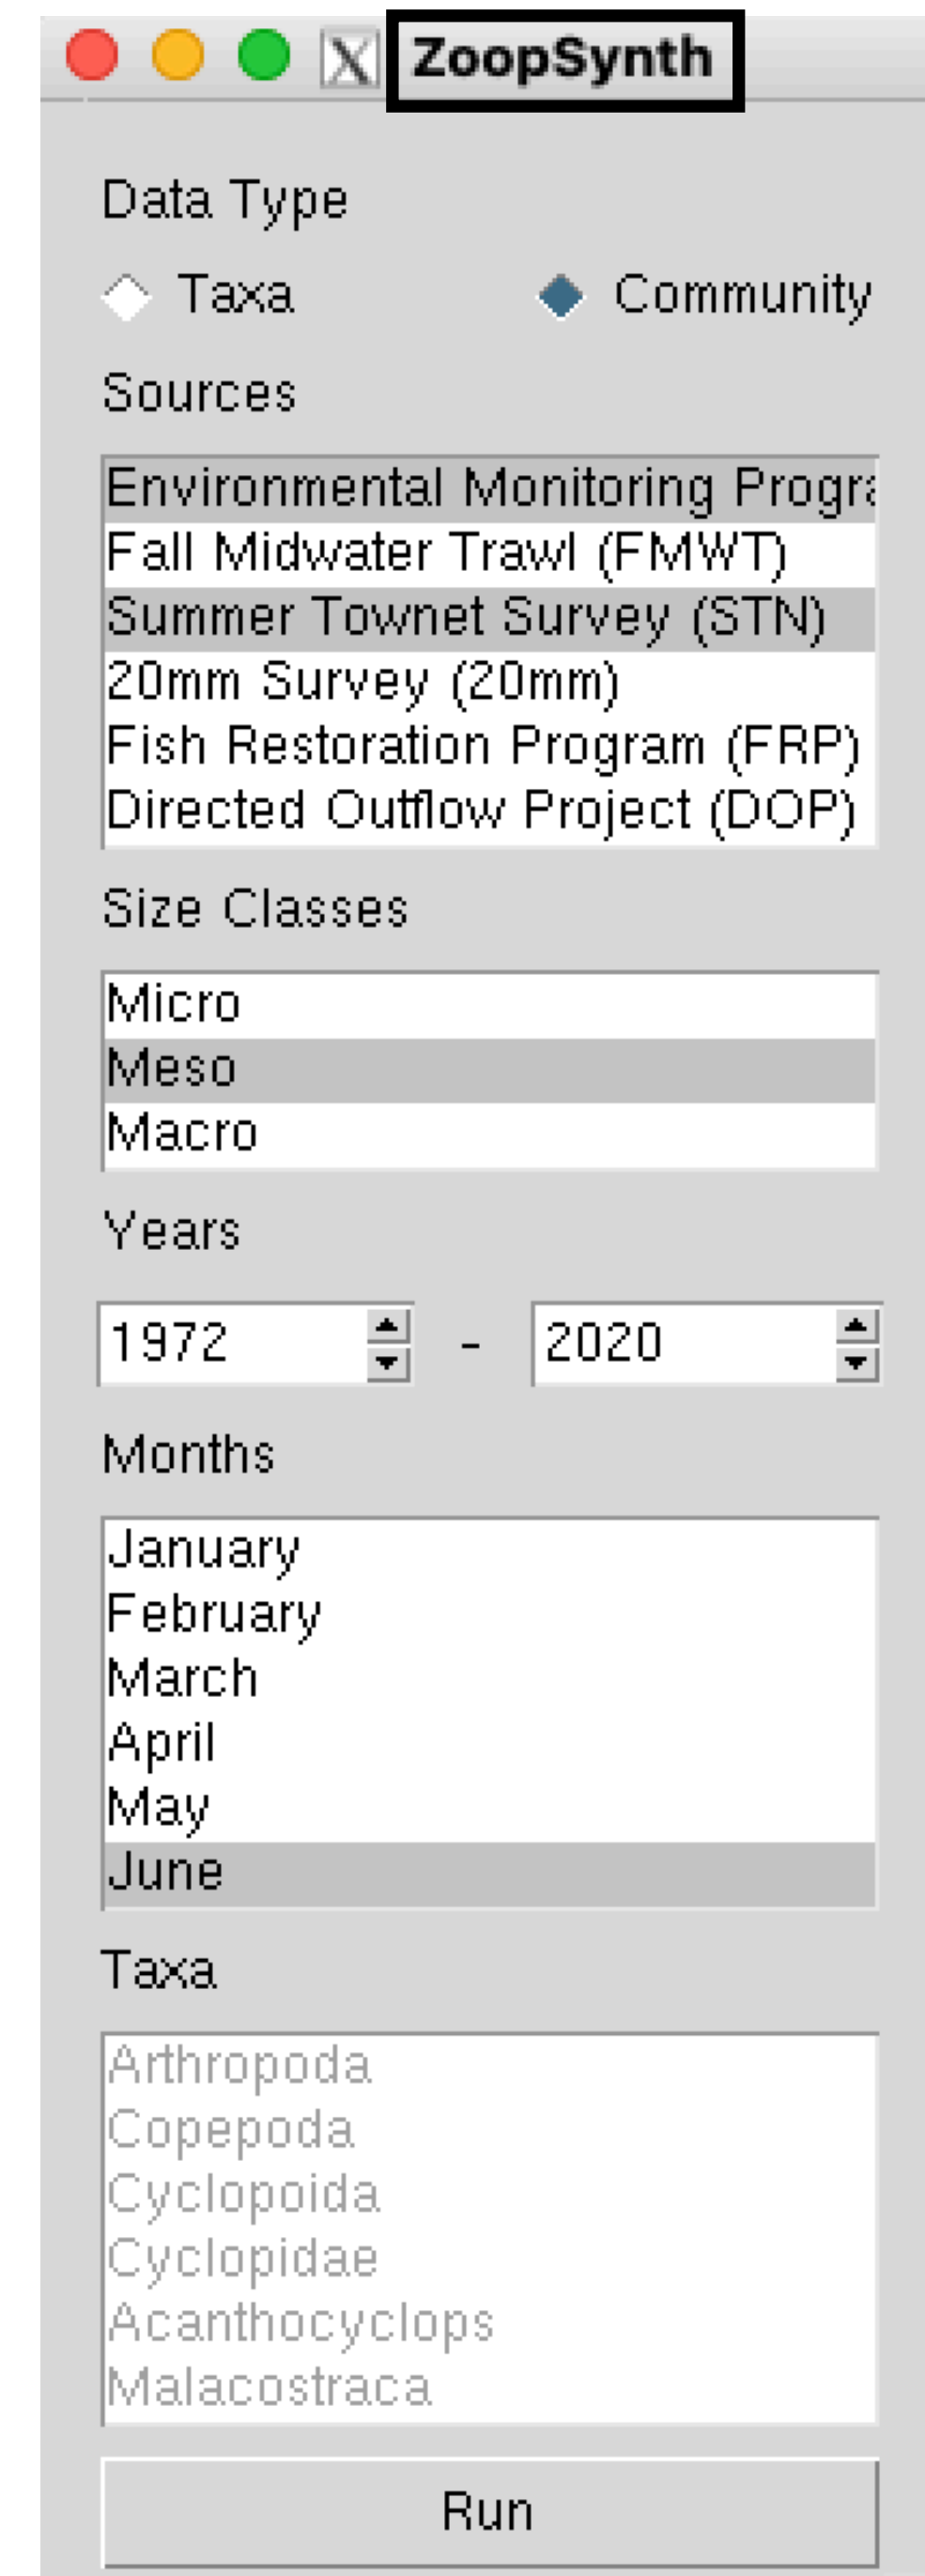 ZoopSynth
Data Type
Taxa Community
Sources
Environmental Monitoring Progra
Fall Midwater Trawl (FMWT)
Summer Townet Survey (STN)
20mm Survey (20mm)
Fish Restoration Program (FRP)
Directed Outflow Project (DOP)
Size Classes
Micro
Meso
Macro
Years
1972 - 2020
Months
January
February
March
April
May
June
Taxa
Arthropoda
Copepoda
Cyclopoida
Cyclopidae
Acanthocyclops
Malacostraca
Run